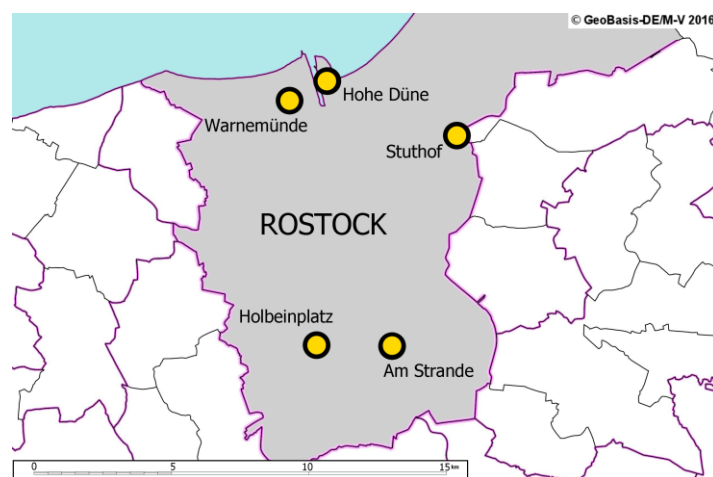 © GeoBasis-DE/M-V 2016
Hohe Düne
Warnemünde
Stuthof
ROSTOCK
Holbeinplatz
Am Strande
0 5 10 15 km